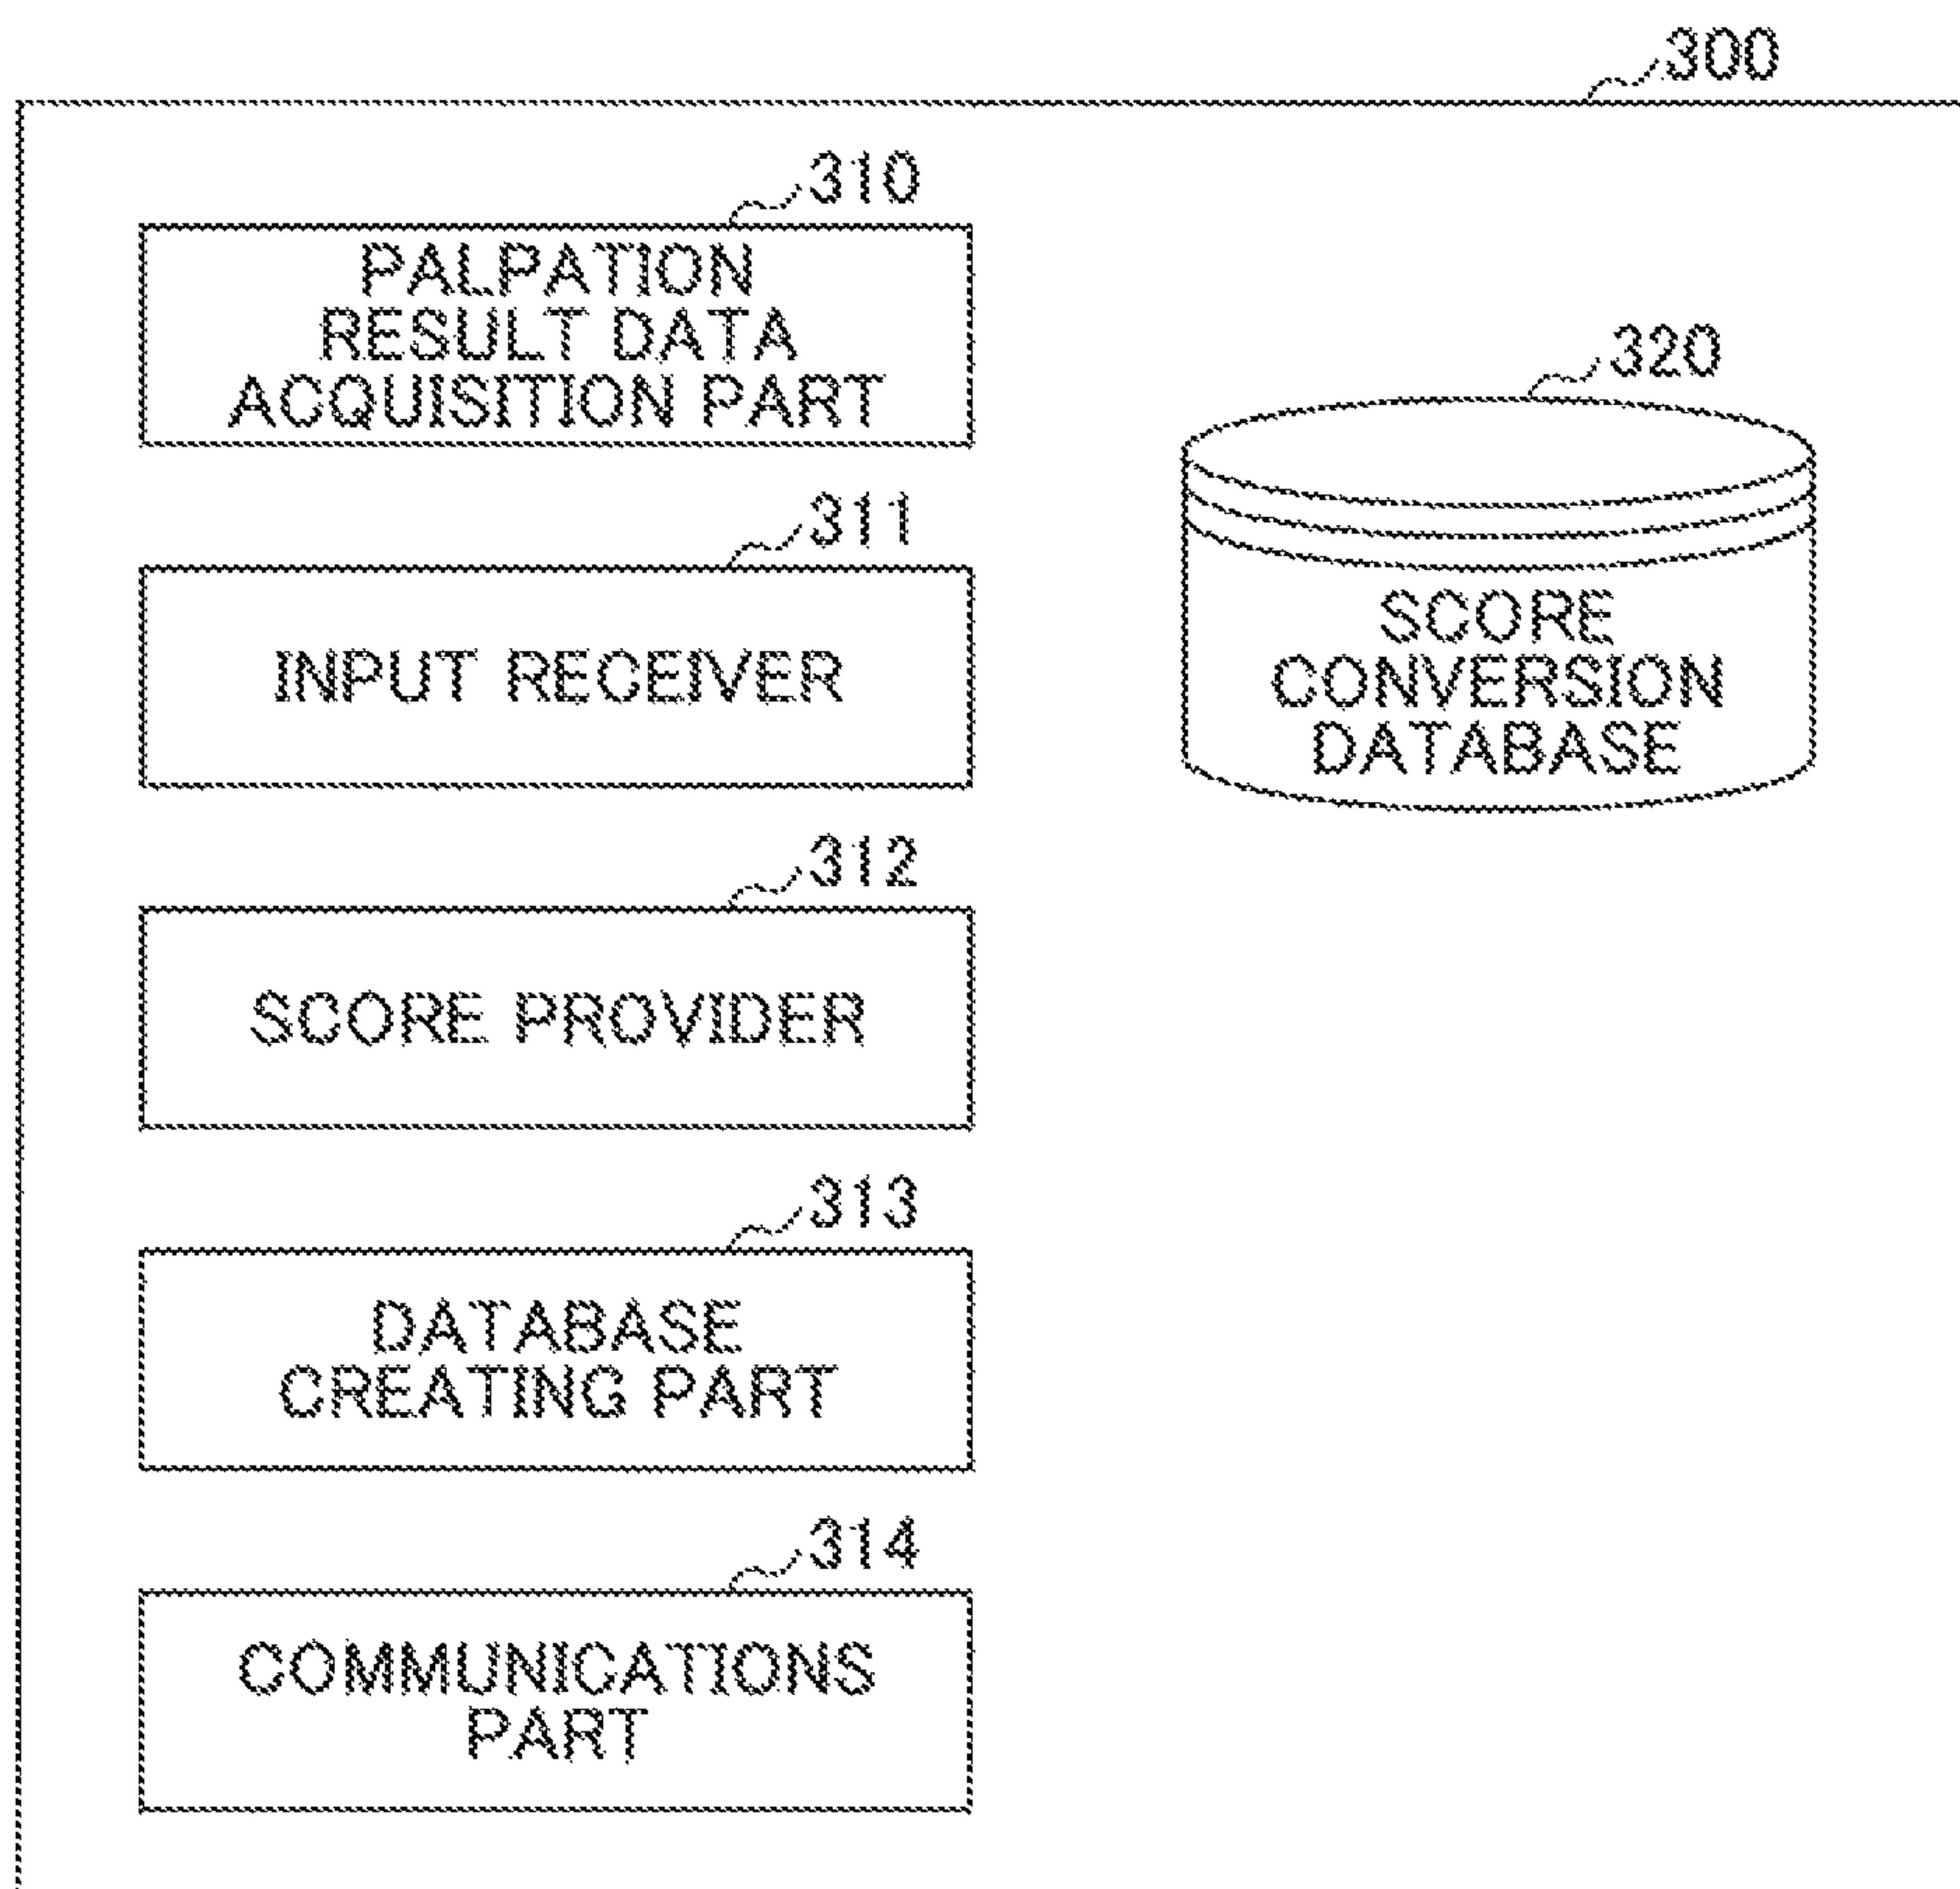 300
310
PALPATION
RESULT DATA
ACQUISITION PART
320
SCORE
CONVERSION
DATABASE
311
INPUT RECEIVER
312
SCORE PROVIDER
313
DATABASE
CREATING PART
314
COMMUNICATIONS
PART